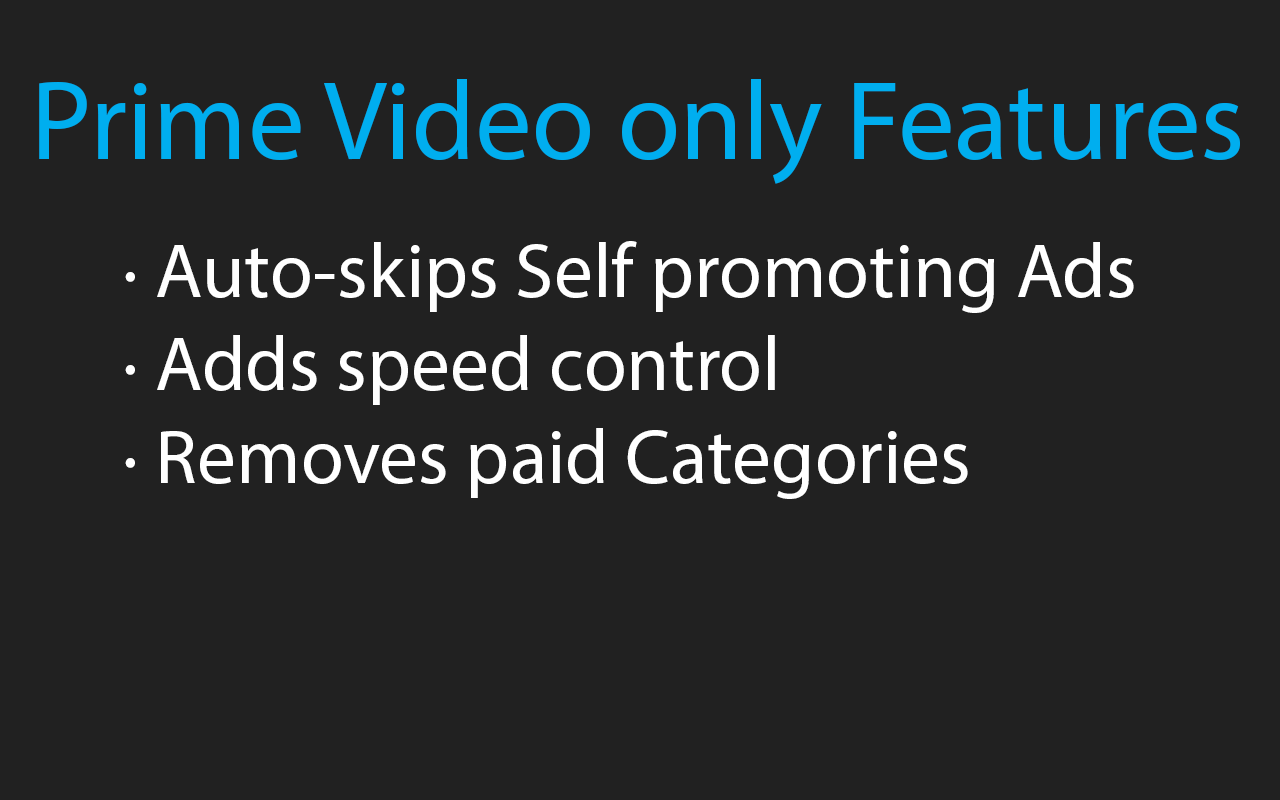 Prime Video only Features
· Auto-skips Self promoting Ads
· Adds speed control
· Removes paid Categories